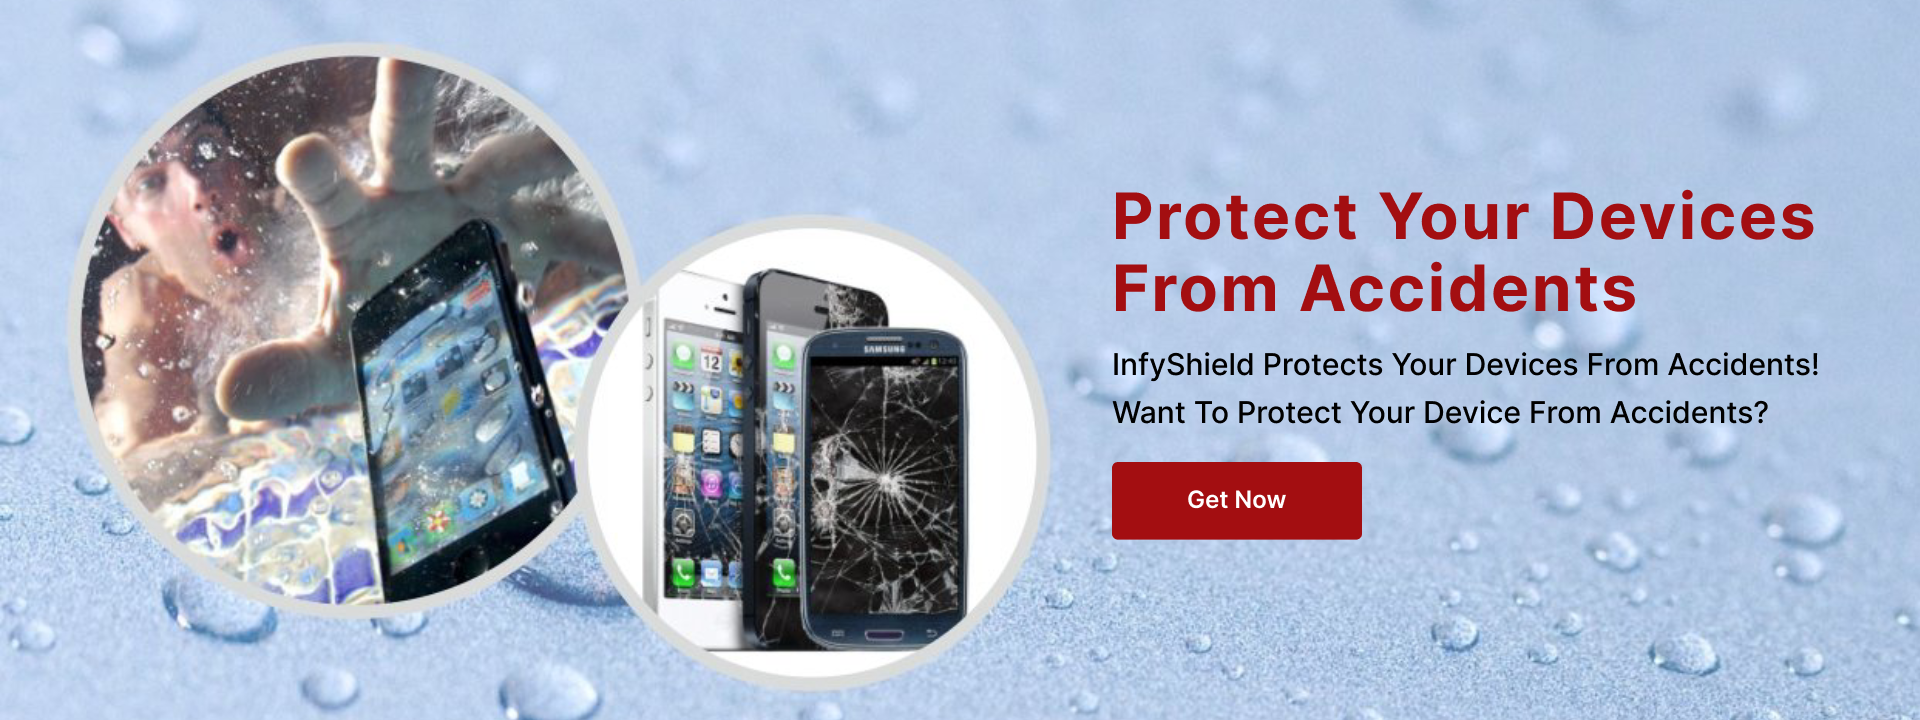 Protect Your Devices
From Accidents
InfyShield Protects Your Devices From Accidents!
Want To Protect Your Device From Accidents?
Get Now
SAMSUNG
12